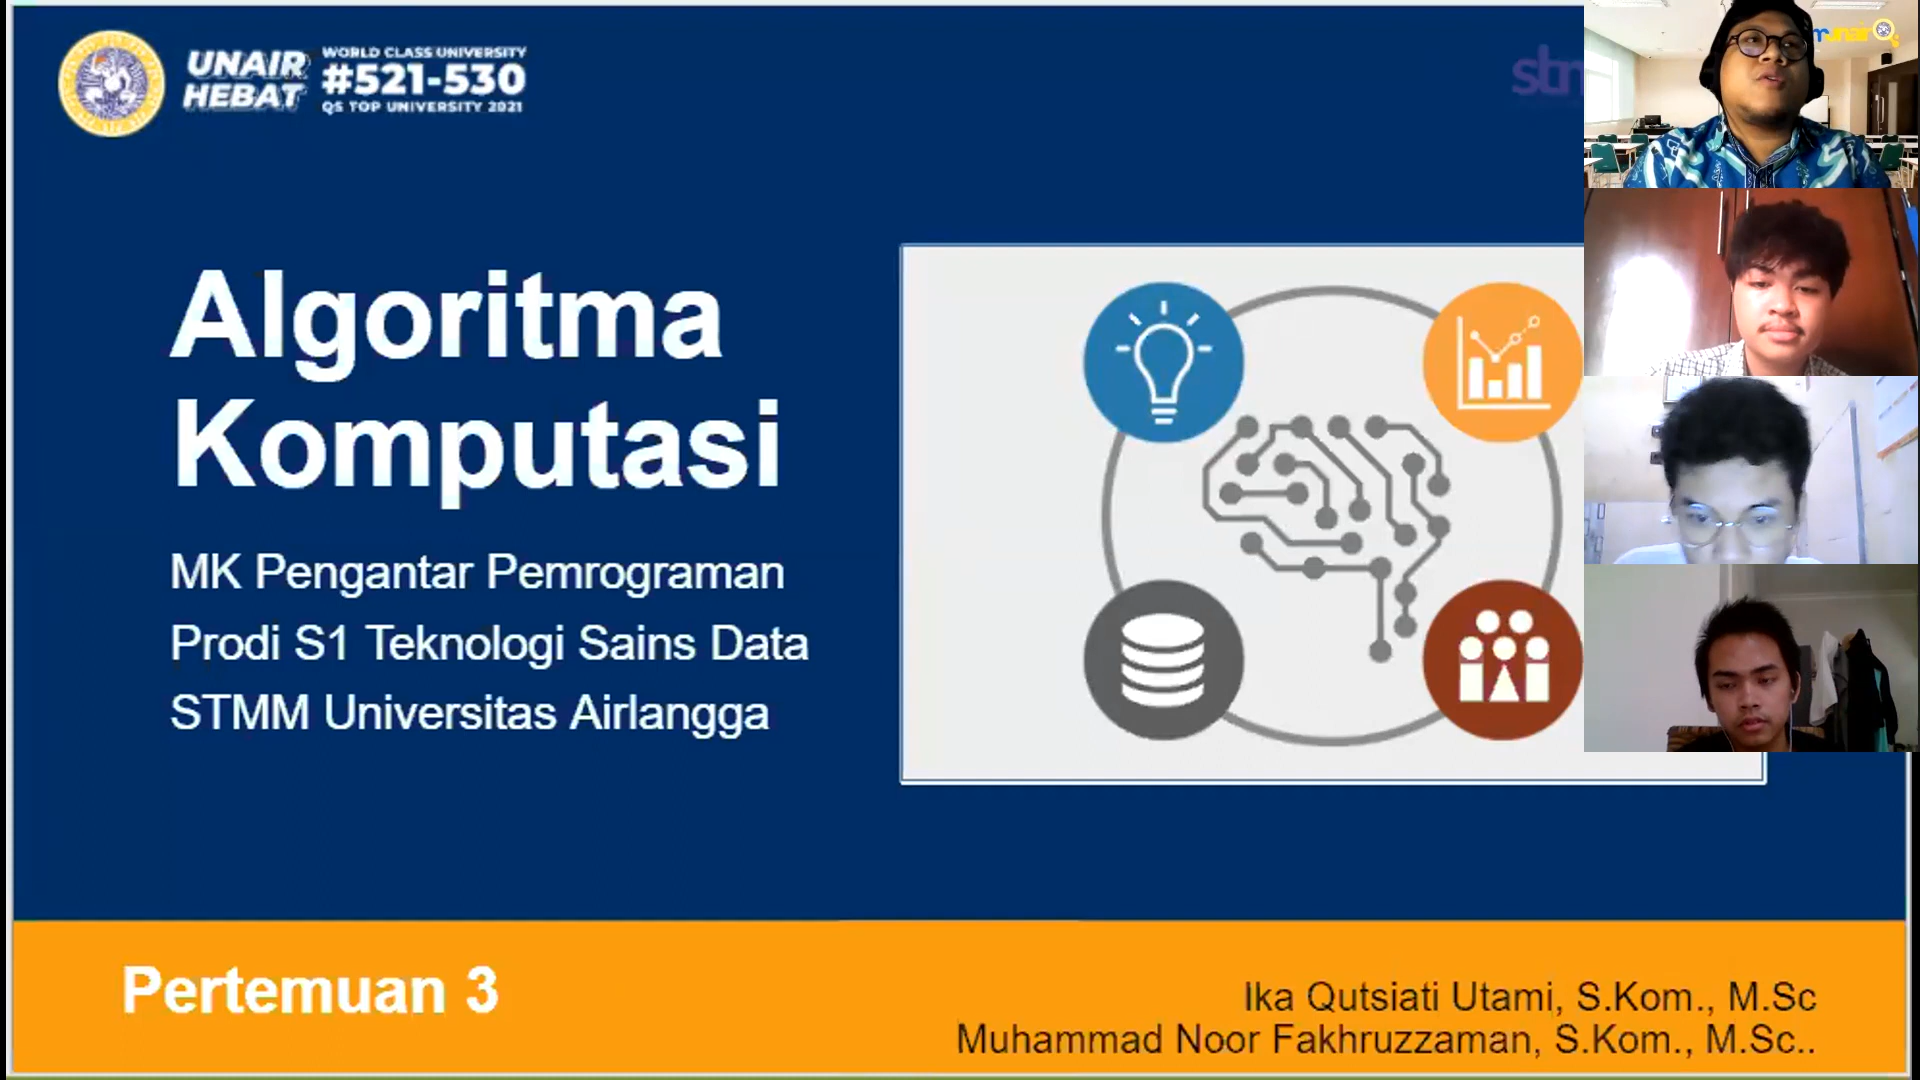 UNAIR
HEBAT
WORLD CLASS UNIVERSITY
#521-530
QS TOP UNIVERSITY 2021
Algoritma
Komputasi
MK Pengantar Pemrograman
Prodi S1 Teknologi Sains Data
STMM Universitas Airlangga
Pertemuan 3
Ika Qutsiati Utami, S.Kom., M.Sc
Muhammad Noor Fakhruzzaman, S.Kom., M.Sc..